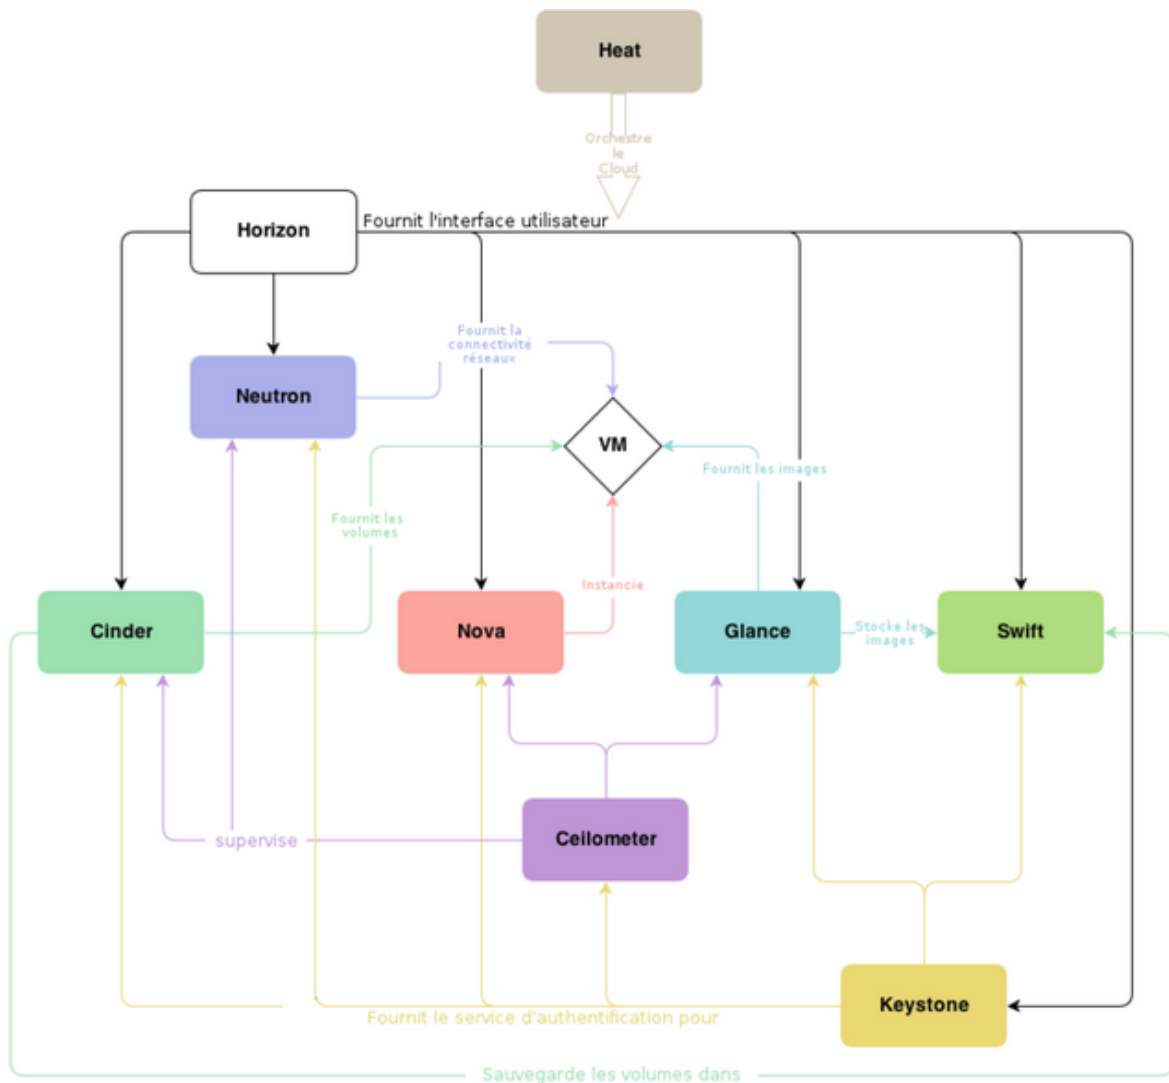 Heat
Orchestre
le
Cloud
Horizon
Fournit l'interface utilisateur
Fournit la
connectivité
réseaux
Neutron
VM
Fournit les images
Fournit les
volumes
Instancie
Cinder
Nova
Glance
Stocke les
images
Swift
Ceilometer
supervise
Keystone
Fournit le service d'authentification pour
Sauvegarde les volumes dans